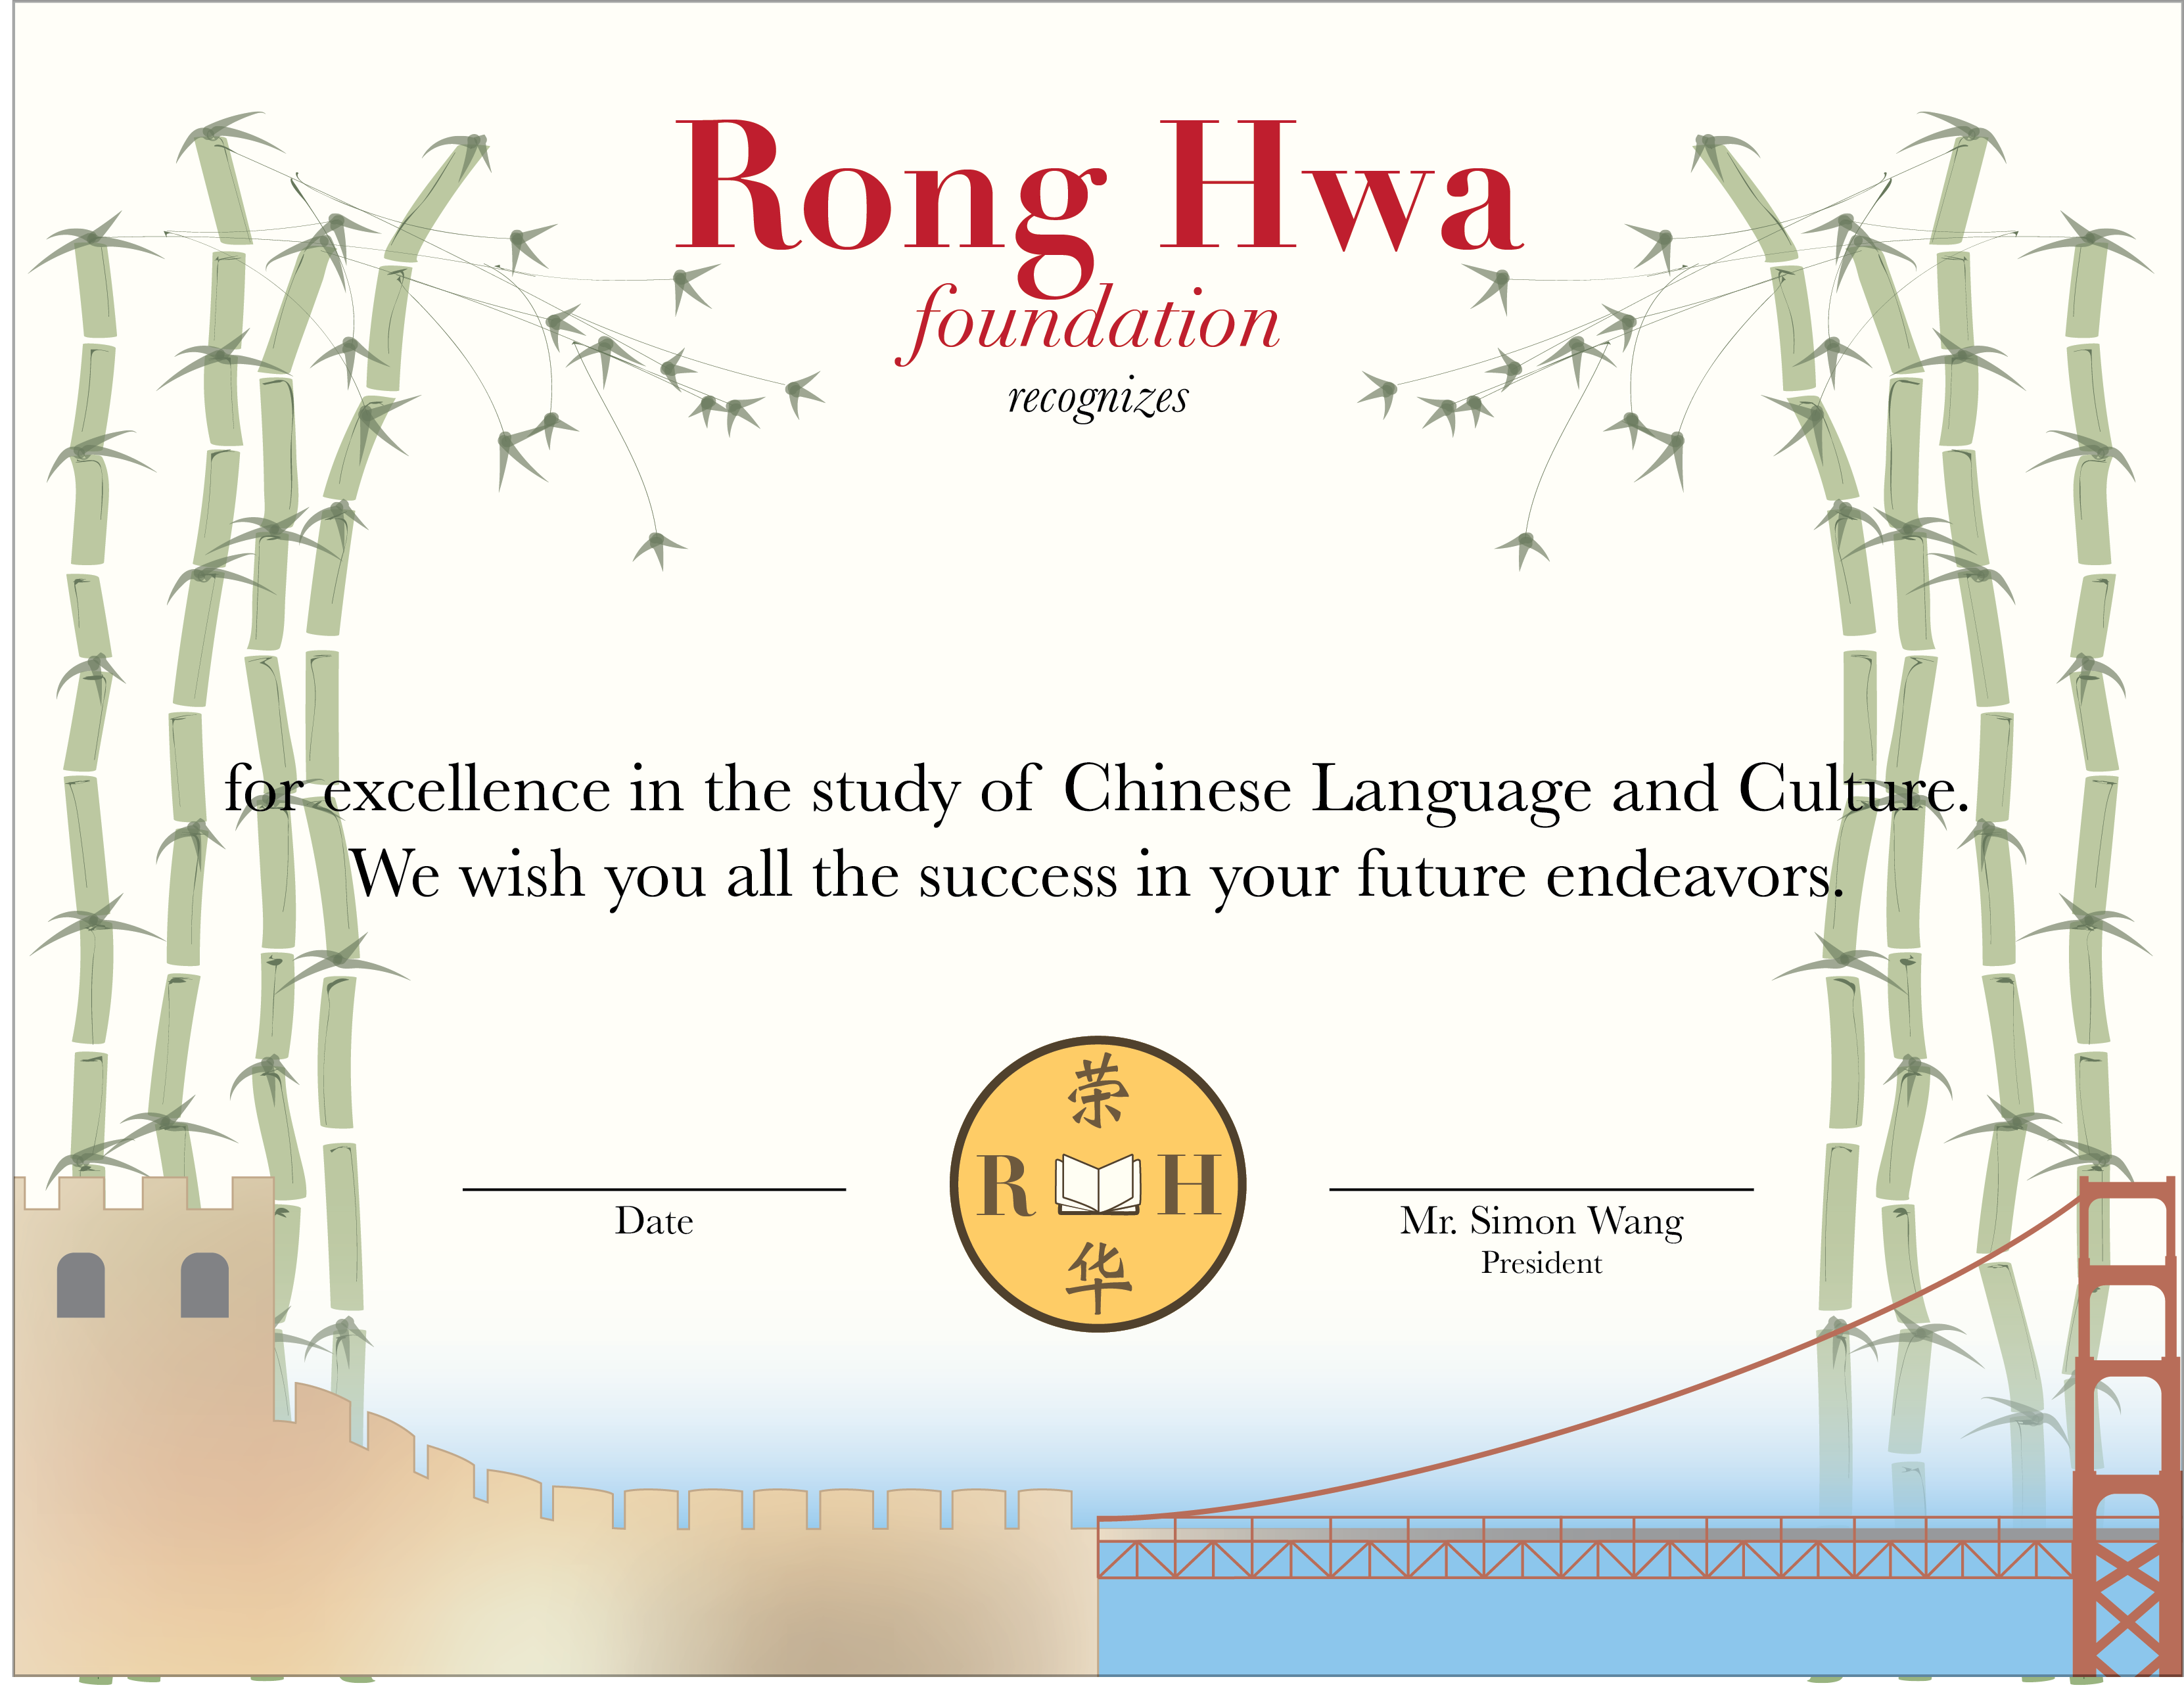 Rong Hwa
foundation
recognizes
for excellence in the study of Chinese Language and Culture.
We wish you all the success in your future endeavors.
荣
R H
华
Date
Mr. Simon Wang
President